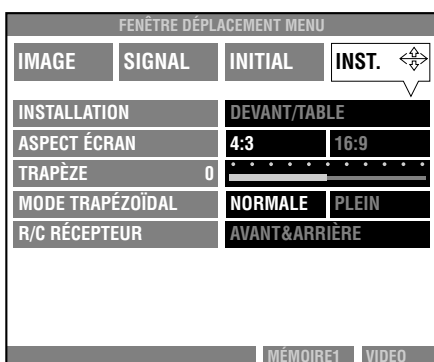 FENÊTRE DÉPLACEMENT MENU
IMAGE SIGNAL INITIAL INST.
INSTALLATION DEVANT/TABLE
ASPECT ÉCRAN 4:3 16:9
TRAPÈZE 0
MODE TRAPÉZOÏDAL NORMALE PLEIN
R/C RÉCEPTEUR AVANT&ARRIÈRE
MÉMOIRE1 VIDEO